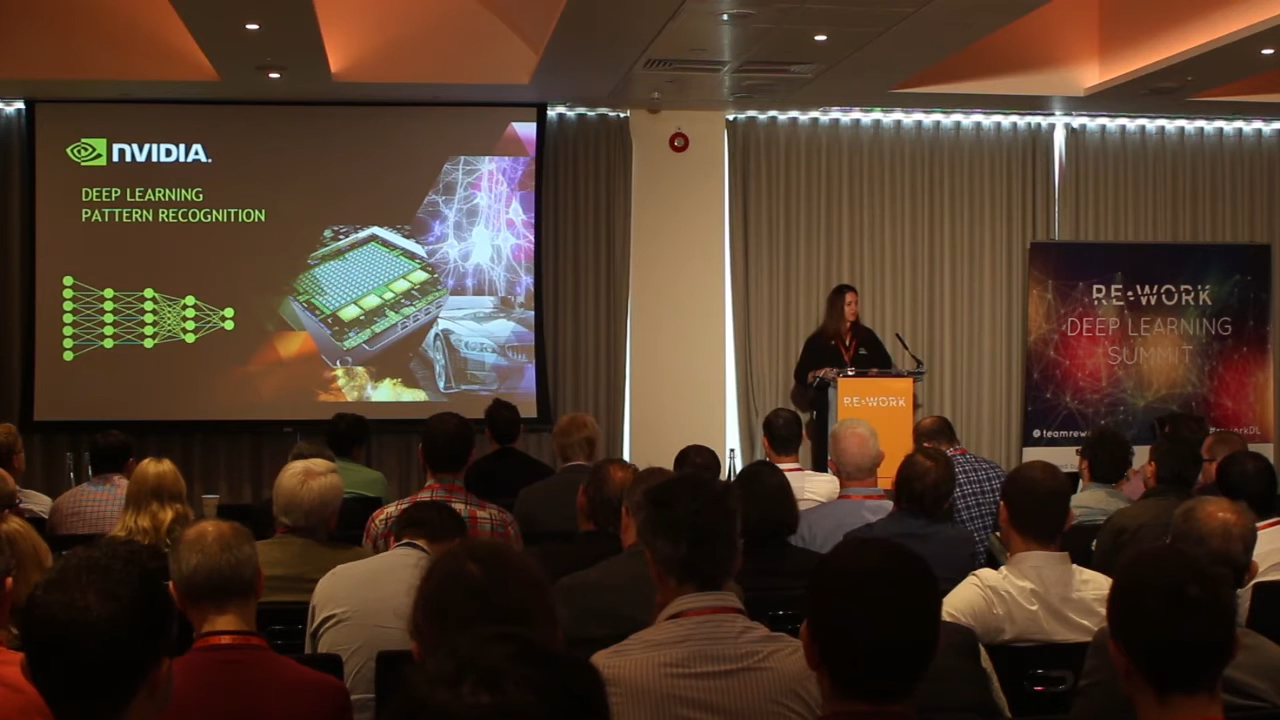 NVIDIA.
DEEP LEARNING
PATTERN RECOGNITION
RE•WORK
RE•WORK
DEEP LEARNING
SUMMIT